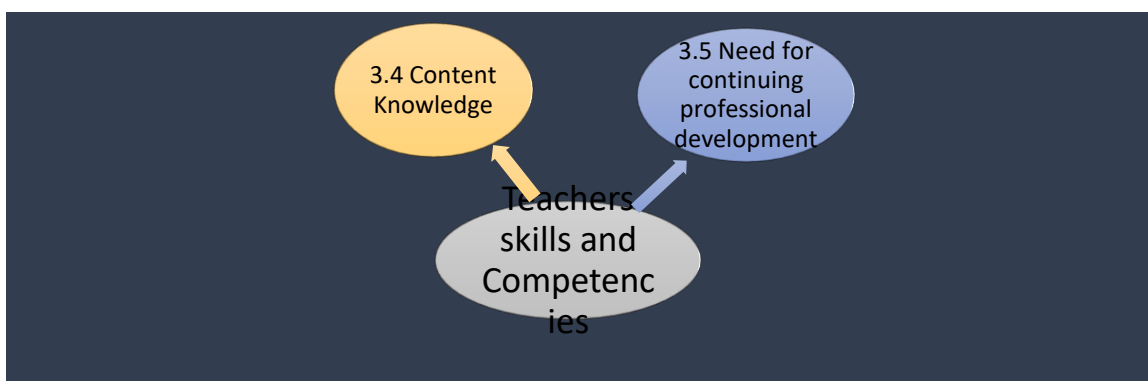 3.4 Content
Knowledge
3.5 Need for
continuing
professional
development
Teachers
skills and
Competenc
ies